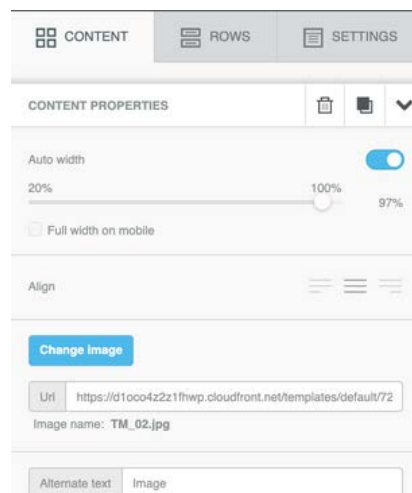 CONTENT ROWS SETTINGS
CONTENT PROPERTIES
Auto width
20% 100%
97%
Full width on mobile
Align
Change image
Url https://d1oco4z2z1fhwp.cloudfront.net/templates/default/72
Image name: TM_02.jpg
Alternate text Image